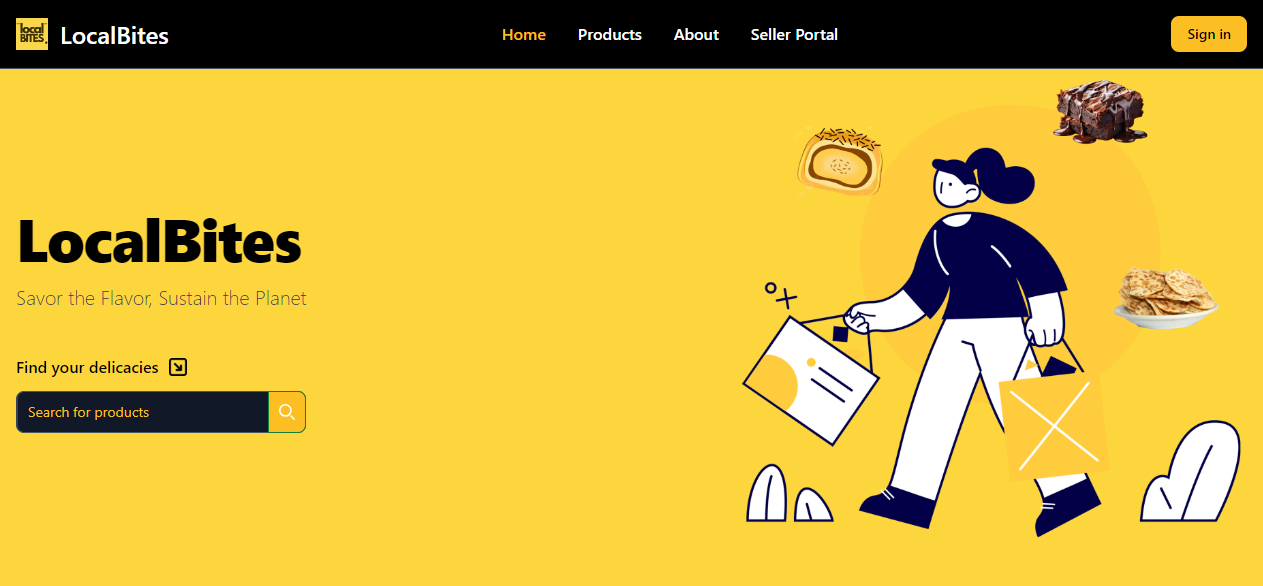 local
BITES.
LocalBites
Home
Products
About
Seller Portal
Sign in
LocalBites
Savor the Flavor, Sustain the Planet
Find your delicacies
Search for products